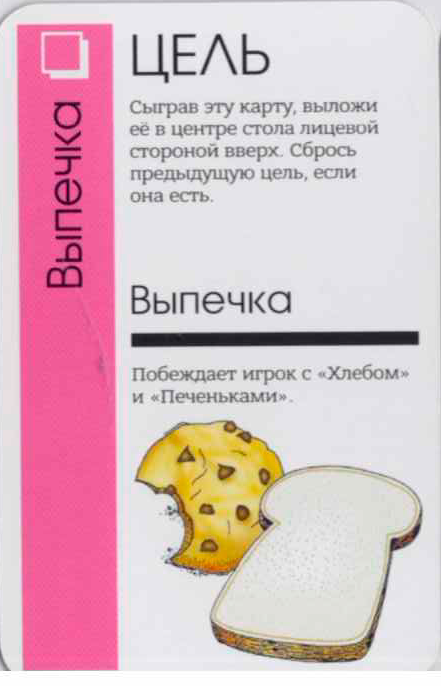 Выпечка
ЦЕЛЬ
Сыграв эту карту, выложи
её в центре стола лицевой
стороной вверх. Сбрось
предыдущую цель, если
она есть.
Выпечка
Побеждает игрок с «Хлебом»
и «Печеньками».